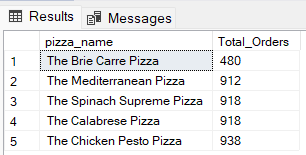 Results Messages
pizza_name Total_Orders
1 The Brie Carre Pizza 480
2 The Mediterranean Pizza 912
3 The Spinach Supreme Pizza 918
4 The Calabrese Pizza 918
5 The Chicken Pesto Pizza 938